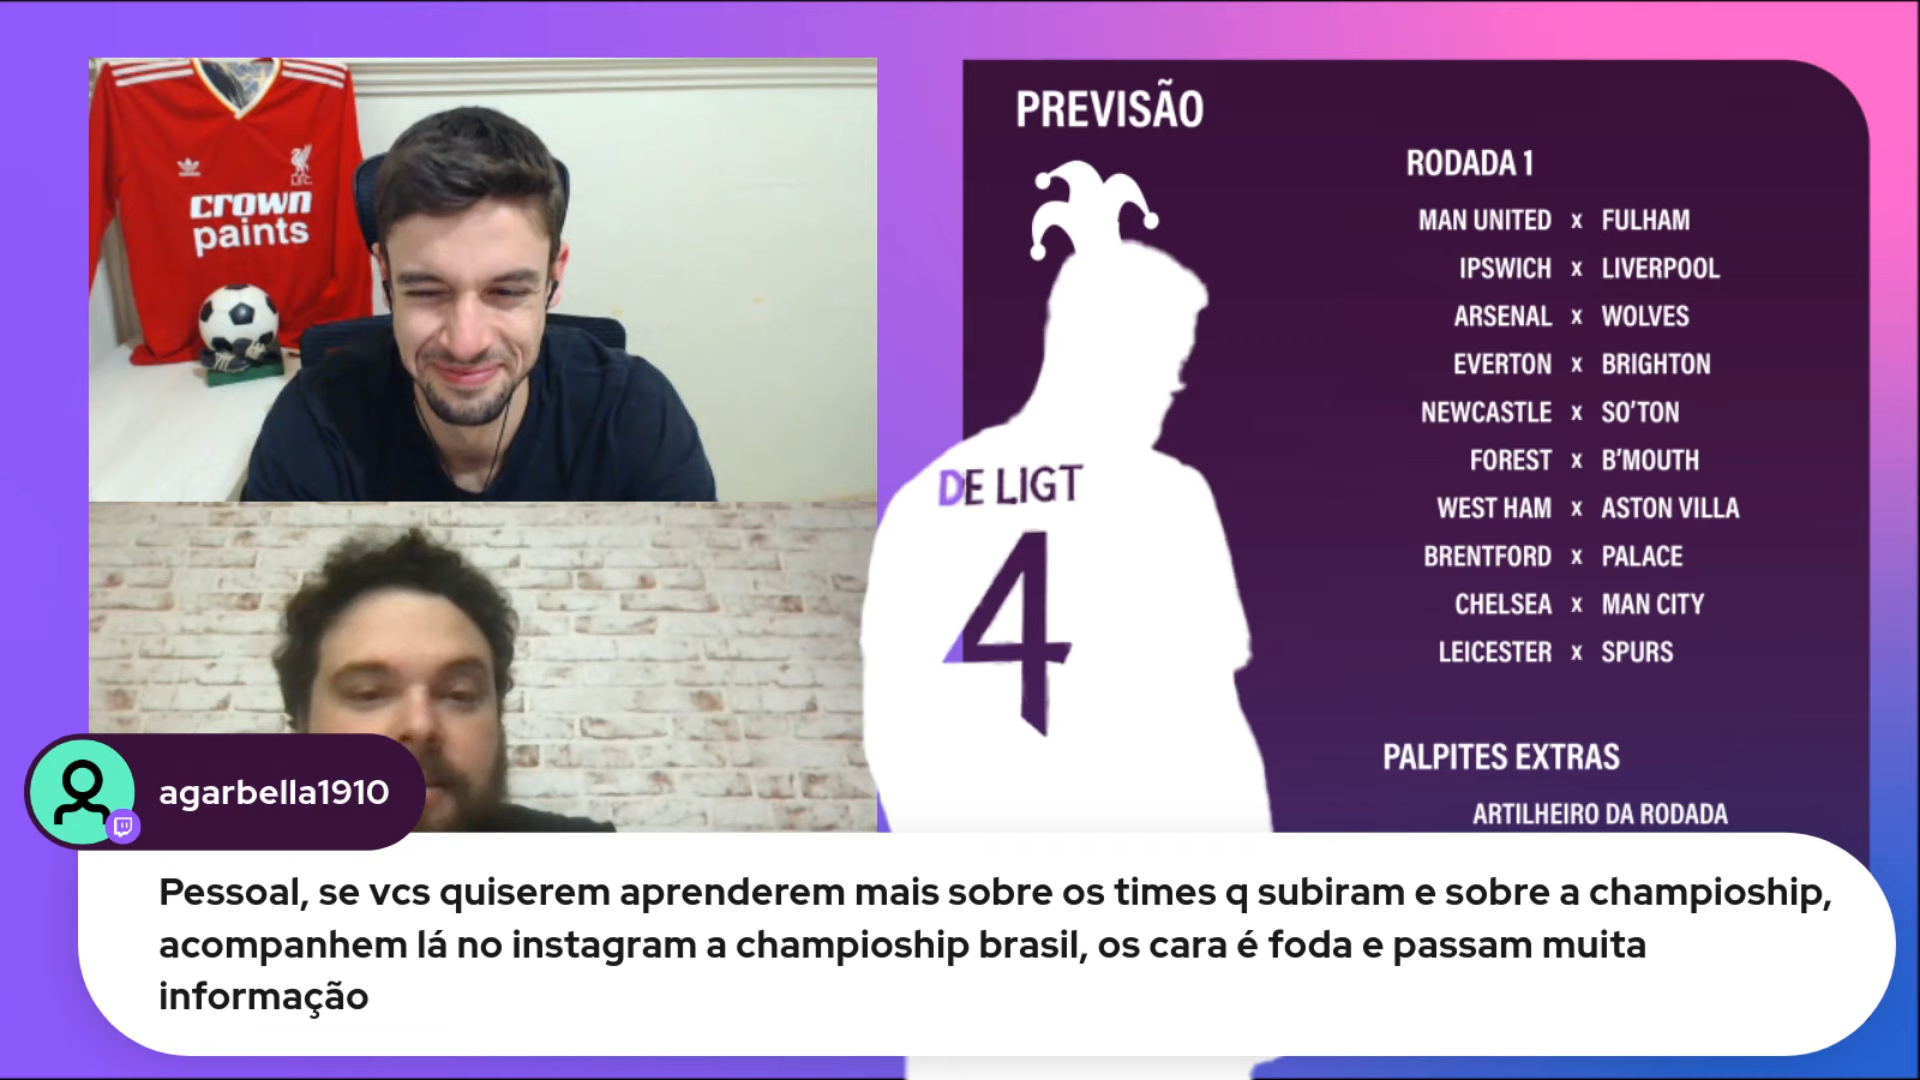 crown
paints
PREVISÃO
DE LIGT
4
RODADA 1
MAN UNITED x FULHAM
IPSWICH x LIVERPOOL
ARSENAL x WOLVES
EVERTON x BRIGHTON
NEWCASTLE x SO'TON
FOREST x B'MOUTH
WEST HAM x ASTON VILLA
BRENTFORD x PALACE
CHELSEA x MAN CITY
LEICESTER x SPURS
PALPITES EXTRAS
ARTILHEIRO DA RODADA
agarbella1910
Pessoal, se vcs quiserem aprenderem mais sobre os times q subiram e sobre a champioship,
acompanhem lá no instagram a champioship brasil, os cara é foda e passam muita
informação